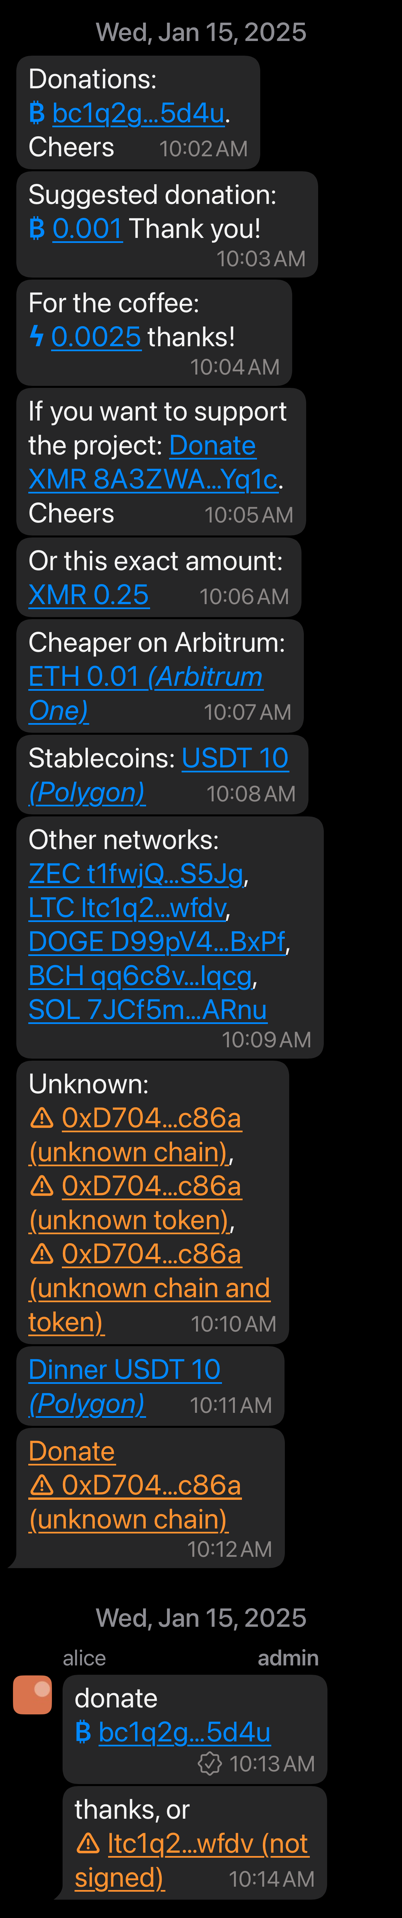 Wed, Jan 15, 2025
Donations:
₿ bc1q2g...5d4u.
Cheers 10:02 AM
Suggested donation:
₿ 0.001 Thank you!
10:03 AM
For the coffee:
0.0025 thanks!
10:04 AM
If you want to support
the project: Donate
XMR 8A3ZWA...Yq1c.
Cheers 10:05 AM
Or this exact amount:
XMR 0.25 10:06 AM
Cheaper on Arbitrum:
ETH 0.01 (Arbitrum
One) 10:07 AM
Stablecoins: USDT 10
(Polygon) 10:08 AM
Other networks:
ZEC t1fwjQ...S5Jg,
LTC ltc1q2...wfdv,
DOGE D99pV4...BxPf,
BCH qq6c8v...lqcg,
SOL 7JCf5m...ARnu
10:09 AM
Unknown:
⚠ 0xD704...c86a
(unknown chain),
⚠ 0xD704...c86a
(unknown token),
⚠ 0xD704...c86a
(unknown chain and
token) 10:10 AM
Dinner USDT 10
(Polygon) 10:11 AM
Donate
⚠ 0xD704...c86a
(unknown chain)
10:12 AM
Wed, Jan 15, 2025
alice admin
donate
₿ bc1q2g...5d4u
10:13 AM
thanks, or
⚠ ltc1q2...wfdv (not
signed) 10:14 AM